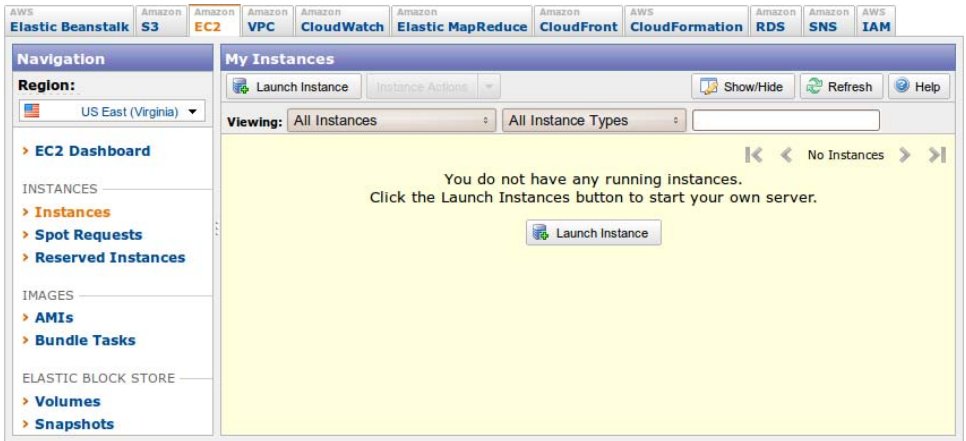 AWS Amazon Amazon Amazon Amazon Amazon Amazon AWS Amazon Amazon AWS
Elastic Beanstalk S3 EC2 VPC CloudWatch Elastic MapReduce CloudFront CloudFormation RDS SNS IAM
Navigation
Region:
US East (Virginia)
EC2 Dashboard
INSTANCES
Instances
Spot Requests
Reserved Instances
IMAGES
AMIs
Bundle Tasks
ELASTIC BLOCK STORE
Volumes
Snapshots
My Instances
Launch Instance Instance Actions Show/Hide Refresh Help
Viewing: All Instances All Instance Types
No Instances
You do not have any running instances.
Click the Launch Instances button to start your own server.
Launch Instance